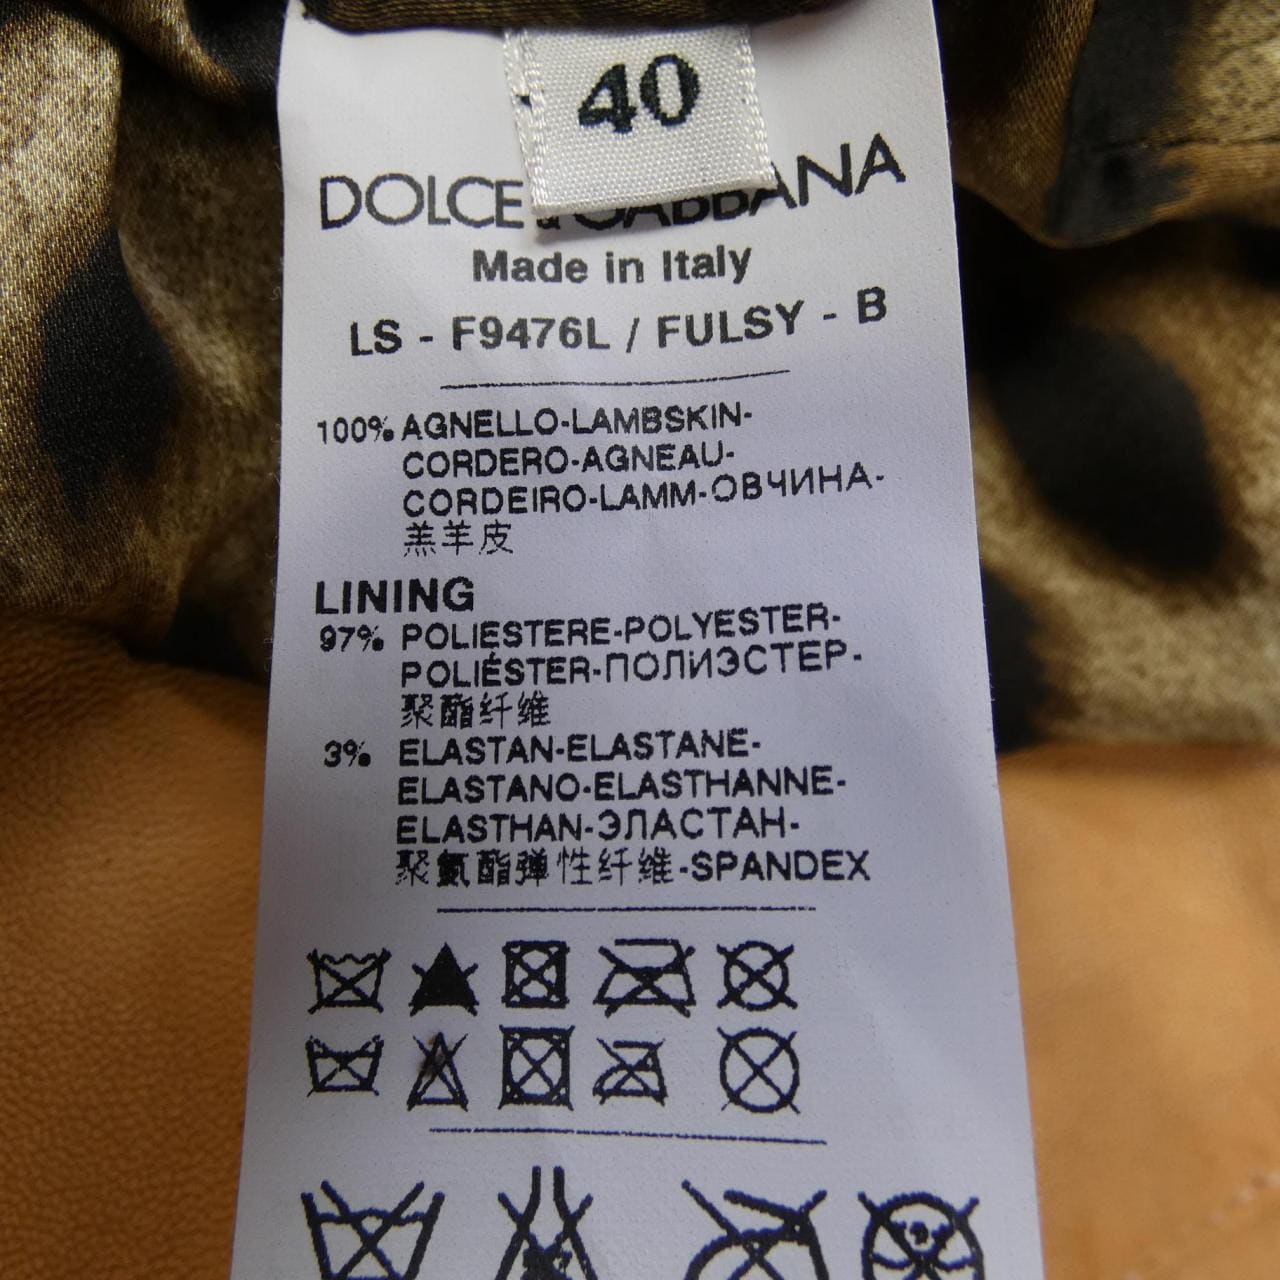 40
DOLCE & GABBANA
Made in Italy
LS - F9476L / FULSY - B
100% AGNELLO-LAMBSKIN-
CORDERO-AGNEAU-
CORDEIRO-LAMM-ОВЧИНА-
羔羊皮
LINING
97% POLIESTERE-POLYESTER-
POLIÉSTER-ПОЛИЭСТЕР-
聚酯纤维
3% ELASTAN-ELASTANE-
ELASTANO-ELASTHANNE-
ELASTHAN-ЭЛАСТАН-
聚氨酯弹性纤维-SPANDEX